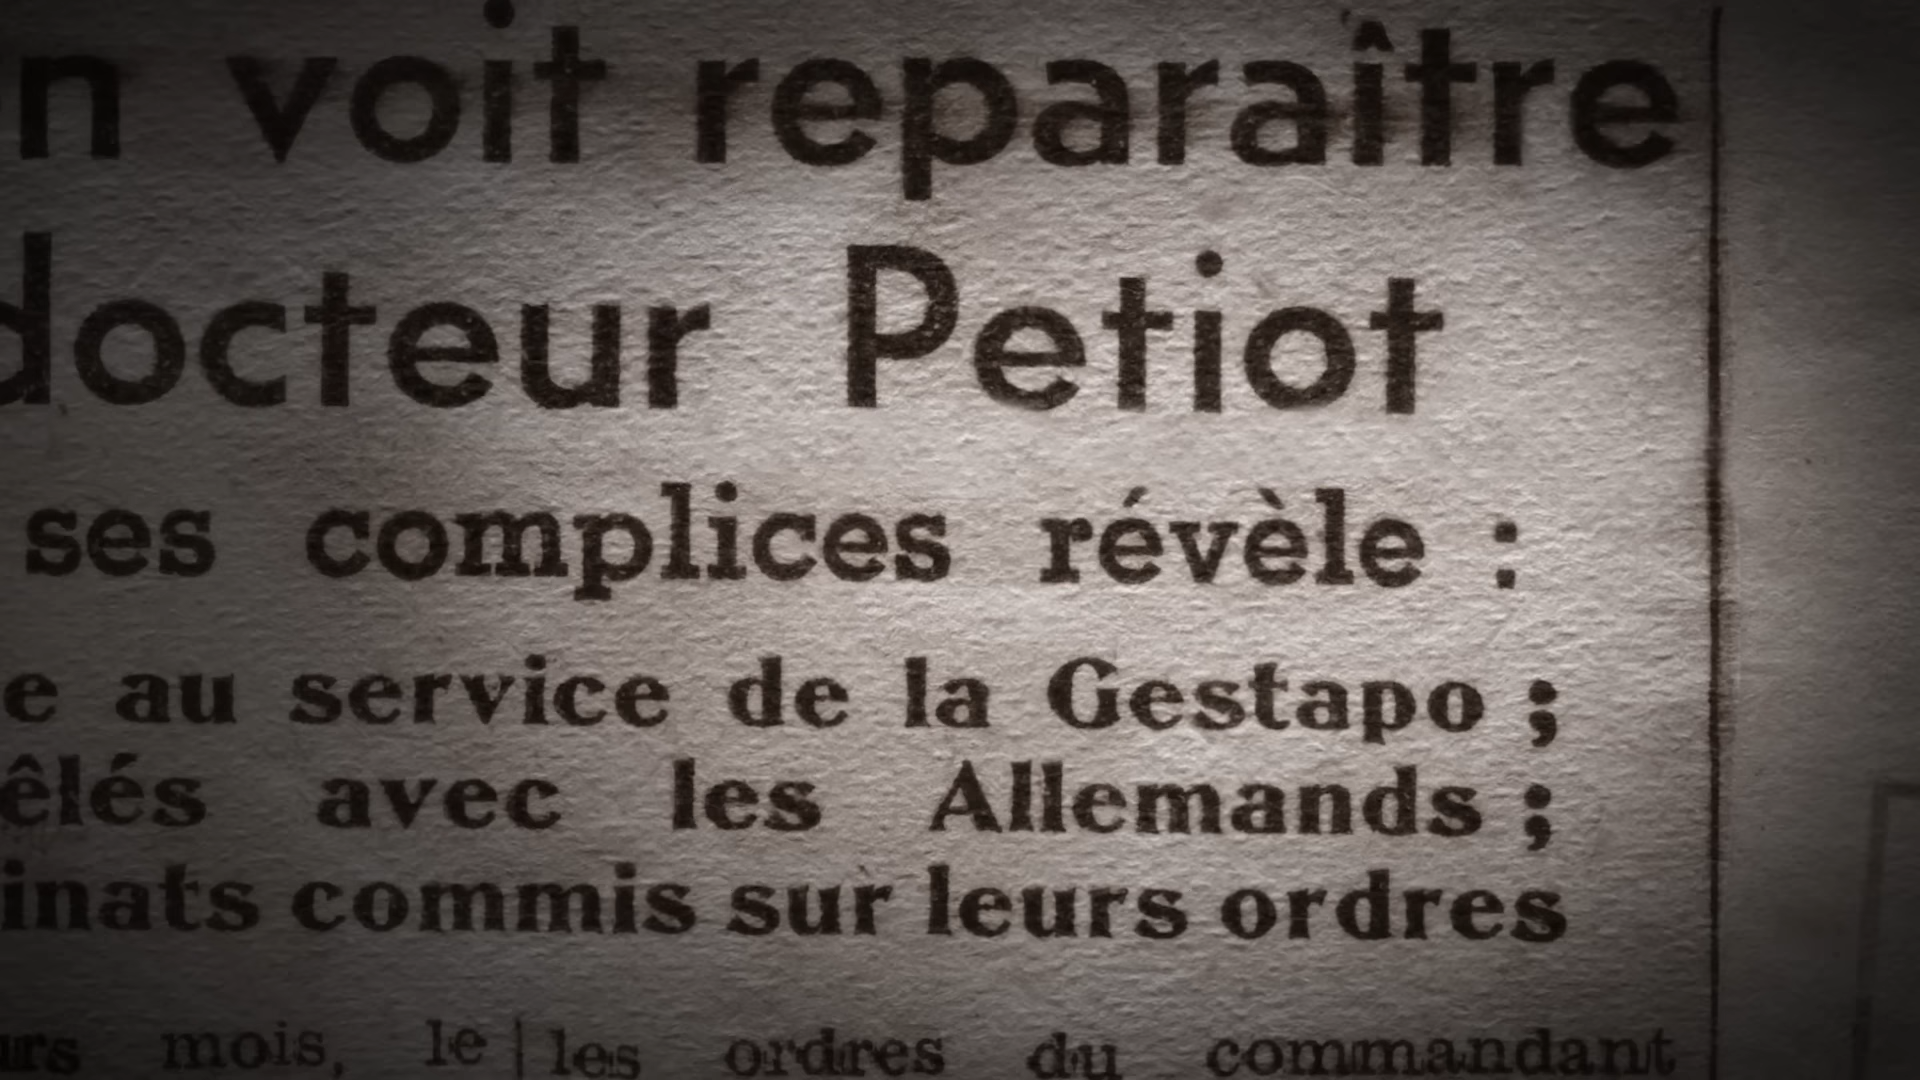 n voit reparaître
docteur Petiot
ses complices révèle :
e au service de la Gestapo ;
êlés avec les Allemands ;
inats commis sur leurs ordres
urs mois, le | les ordres du commandant